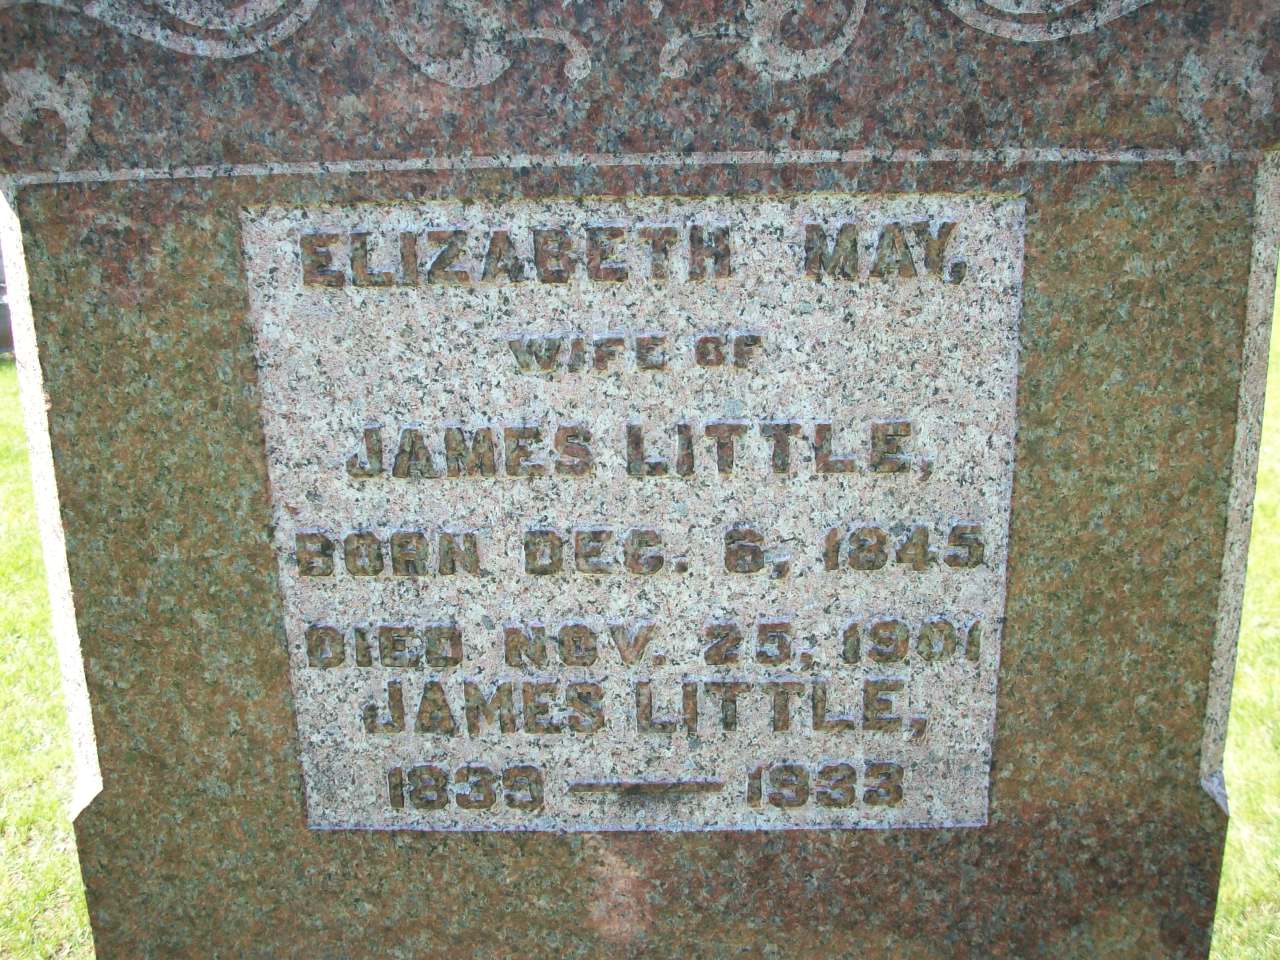 ELIZABETH MAY,
WIFE OF
JAMES LITTLE,
BORN DEC. 6, 1845
DIED NOV. 25, 1901
JAMES LITTLE,
1839 — 1933